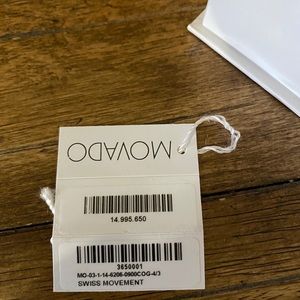 MOVADO
14.995.650
3650001
MO-03-1-14-6206-0900COG-4/3
SWISS MOVEMENT